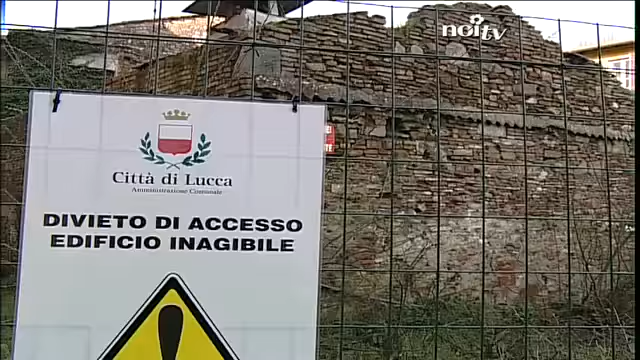 noitv
Città di Lucca
Amministrazione Comunale
DIVIETO DI ACCESSO
EDIFICIO INAGIBILE